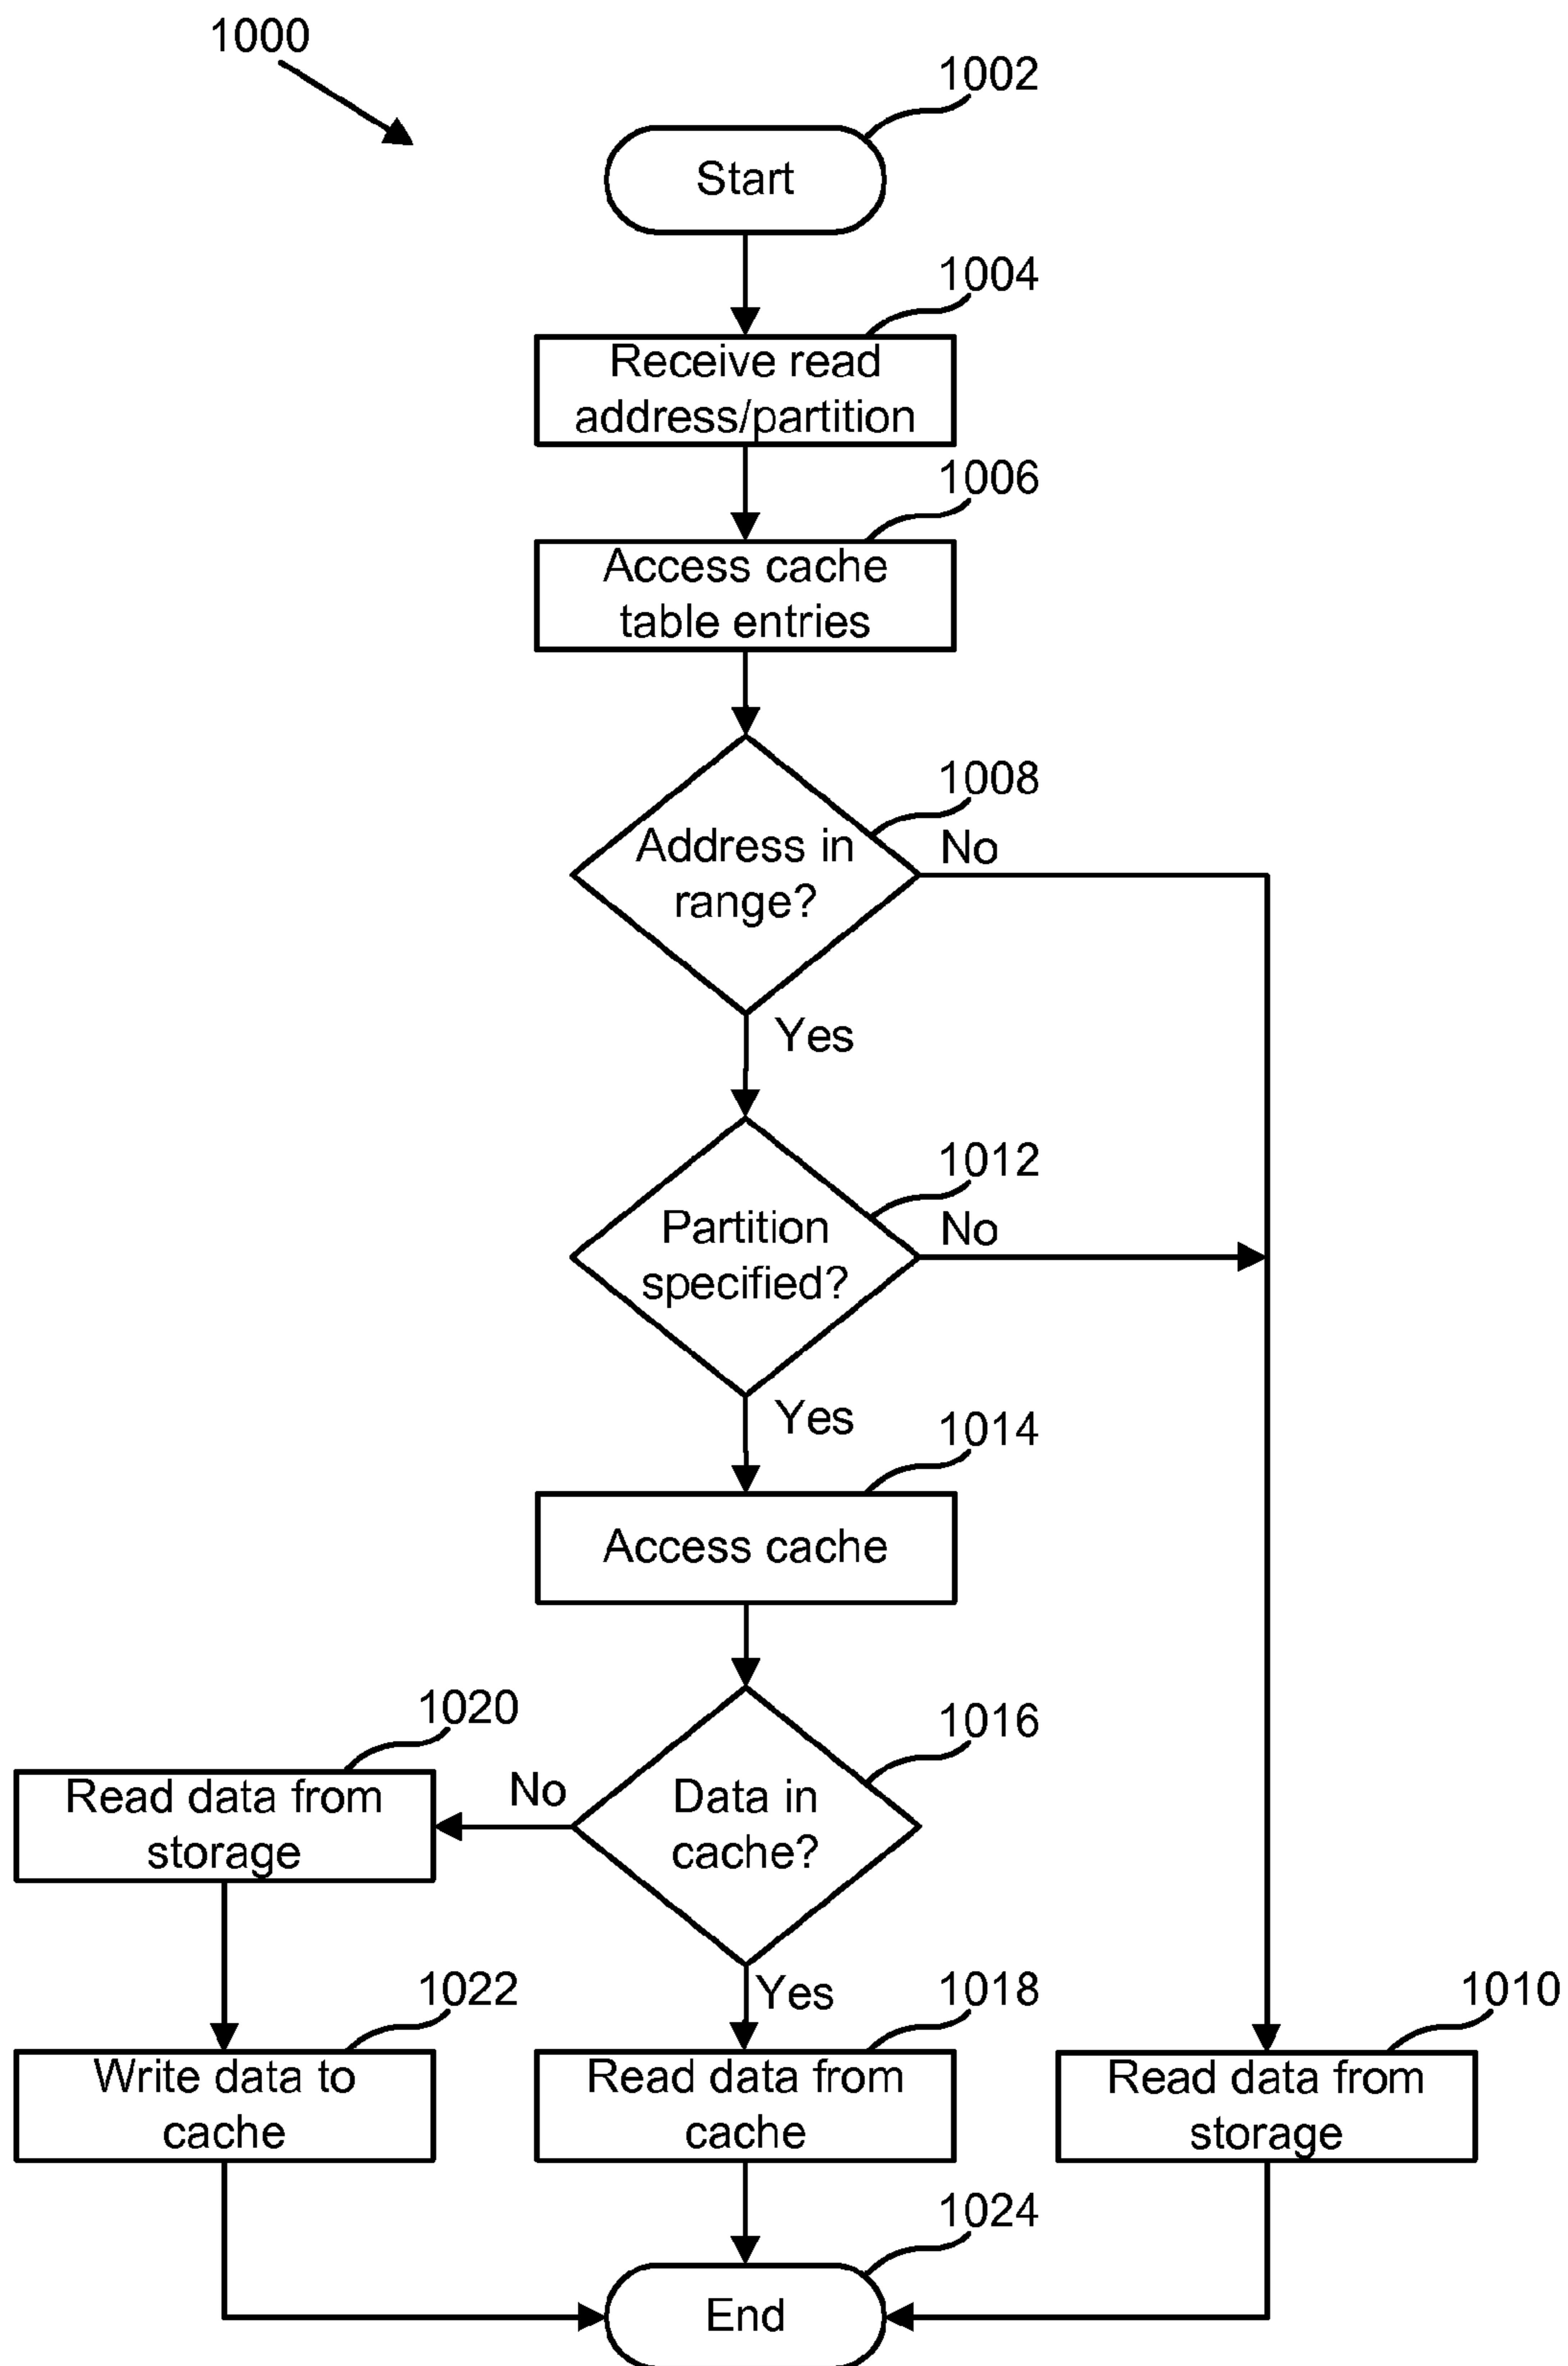 1000
1002
Start
1004
Receive read
address/partition
1006
Access cache
table entries
1008
Address in
range?
No
Yes
1012
Partition
specified?
No
Yes
1014
Access cache
1020
1016
Read data from
storage
No
Data in
cache?
1022
Yes
1018
1010
Write data to
cache
Read data from
cache
Read data from
storage
1024
End